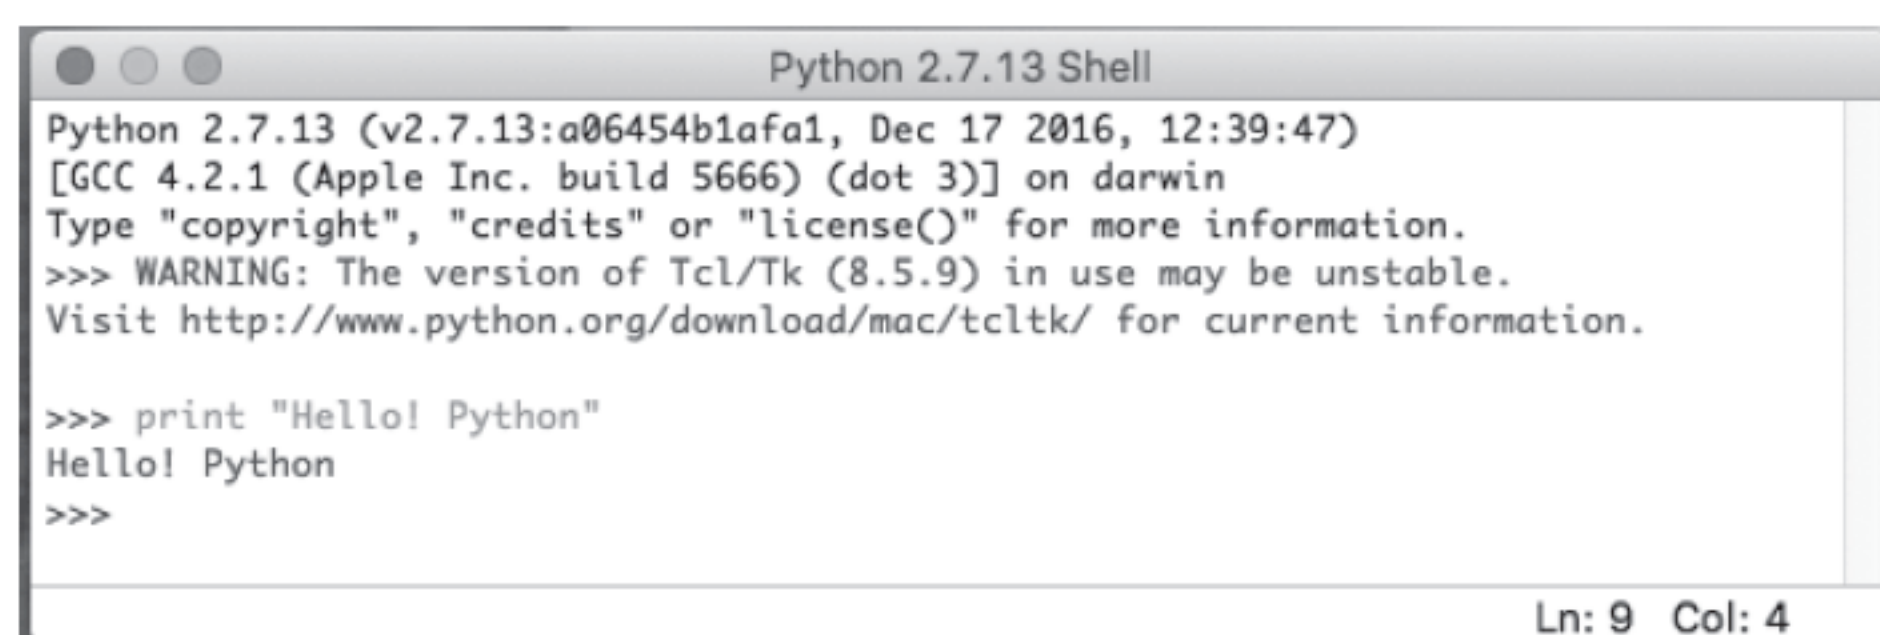 Python 2.7.13 Shell
Python 2.7.13 (v2.7.13:a06454b1afa1, Dec 17 2016, 12:39:47)
[GCC 4.2.1 (Apple Inc. build 5666) (dot 3)] on darwin
Type "copyright", "credits" or "license()" for more information.
>>> WARNING: The version of Tcl/Tk (8.5.9) in use may be unstable.
Visit http://www.python.org/download/mac/tcltk/ for current information.
>>> print "Hello! Python"
Hello! Python
>>>
Ln: 9 Col: 4